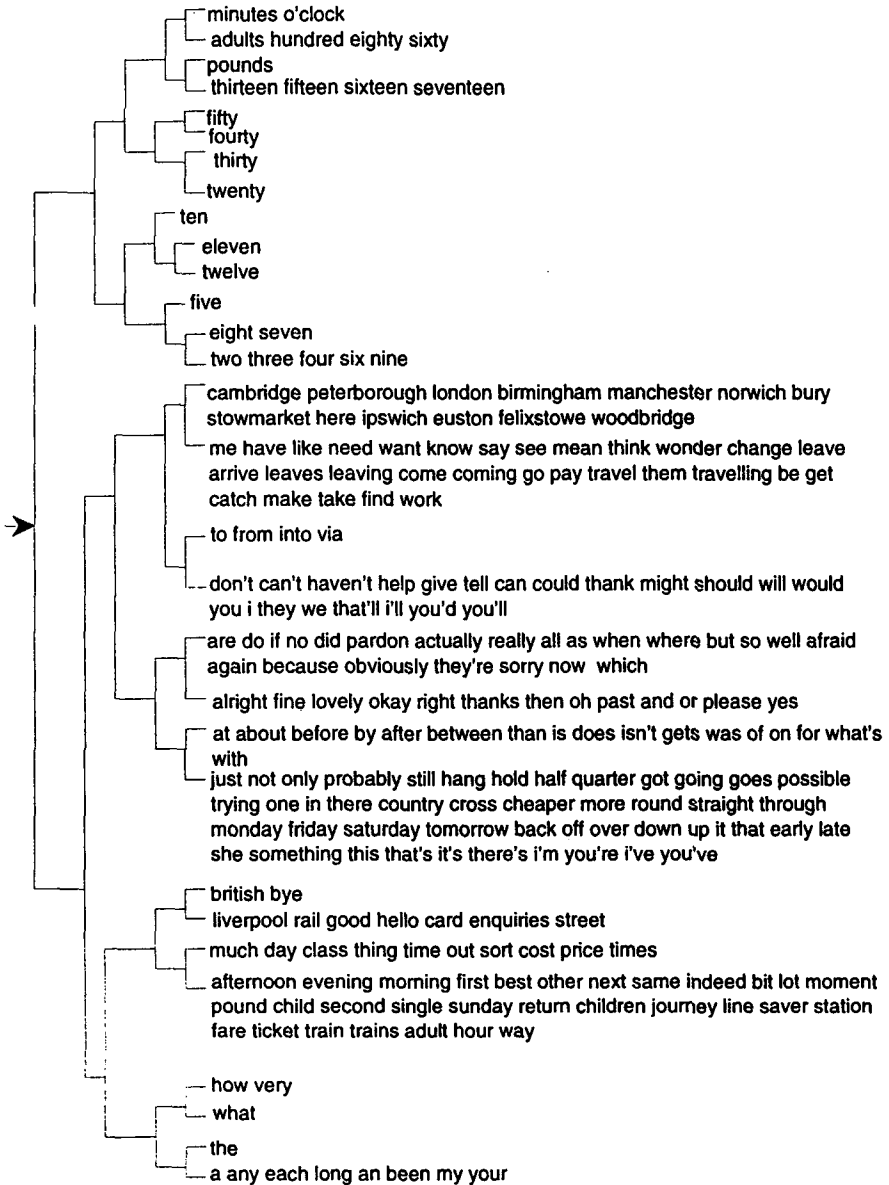 minutes o'clock
adults hundred eighty sixty
pounds
thirteen fifteen sixteen seventeen
fifty
fourty
thirty
twenty
ten
eleven
twelve
five
eight seven
two three four six nine
cambridge peterborough london birmingham manchester norwich bury
stowmarket here ipswich euston felixstowe woodbridge
me have like need want know say see mean think wonder change leave
arrive leaves leaving come coming go pay travel them travelling be get
catch make take find work
to from into via
don't can't haven't help give tell can could thank might should will would
you i they we that'll i'll you'd you'll
are do if no did pardon actually really all as when where but so well afraid
again because obviously they're sorry now which
alright fine lovely okay right thanks then oh past and or please yes
at about before by after between than is does isn't gets was of on for what's
with
just not only probably still hang hold half quarter got going goes possible
trying one in there country cross cheaper more round straight through
monday friday saturday tomorrow back off over down up it that early late
she something this that's it's there's i'm you're i've you've
british bye
liverpool rail good hello card enquiries street
much day class thing time out sort cost price times
afternoon evening morning first best other next same indeed bit lot moment
pound child second single sunday return children journey line saver station
fare ticket train trains adult hour way
how very
what
the
a any each long an been my your